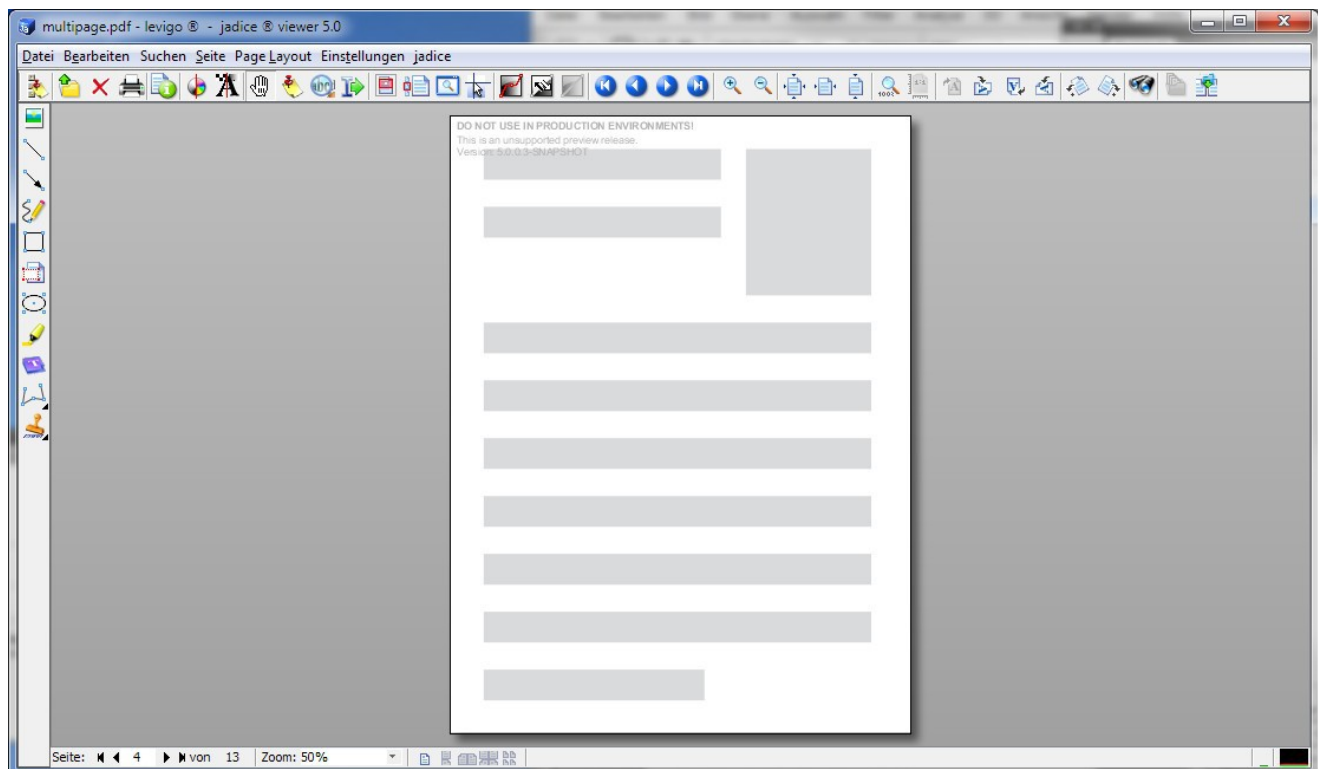 multipage.pdf - levigo ® - jadice ® viewer 5.0
Datei Bearbeiten Suchen Seite Page Layout Einstellungen jadice
100%
DO NOT USE IN PRODUCTION ENVIRONMENTS!
This is an unsupported preview release.
Version: 5.0.0.3-SNAPSHOT
Seite: 4 von 13 Zoom: 50%